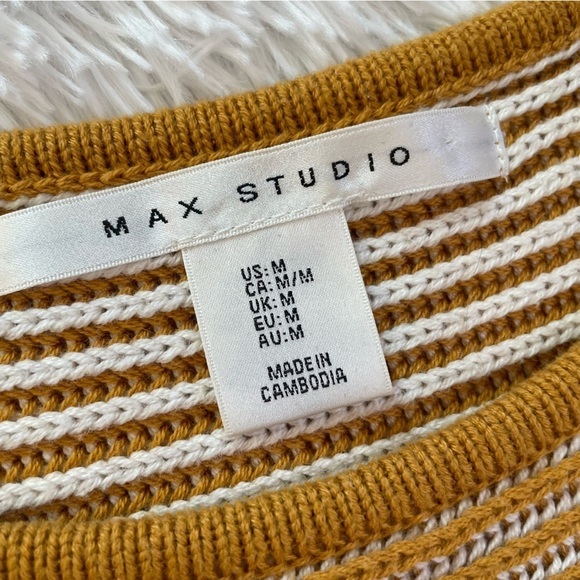 MAX STUDIO
US: M
CA: M/M
UK: M
EU: M
AU: M
MADE IN
CAMBODIA